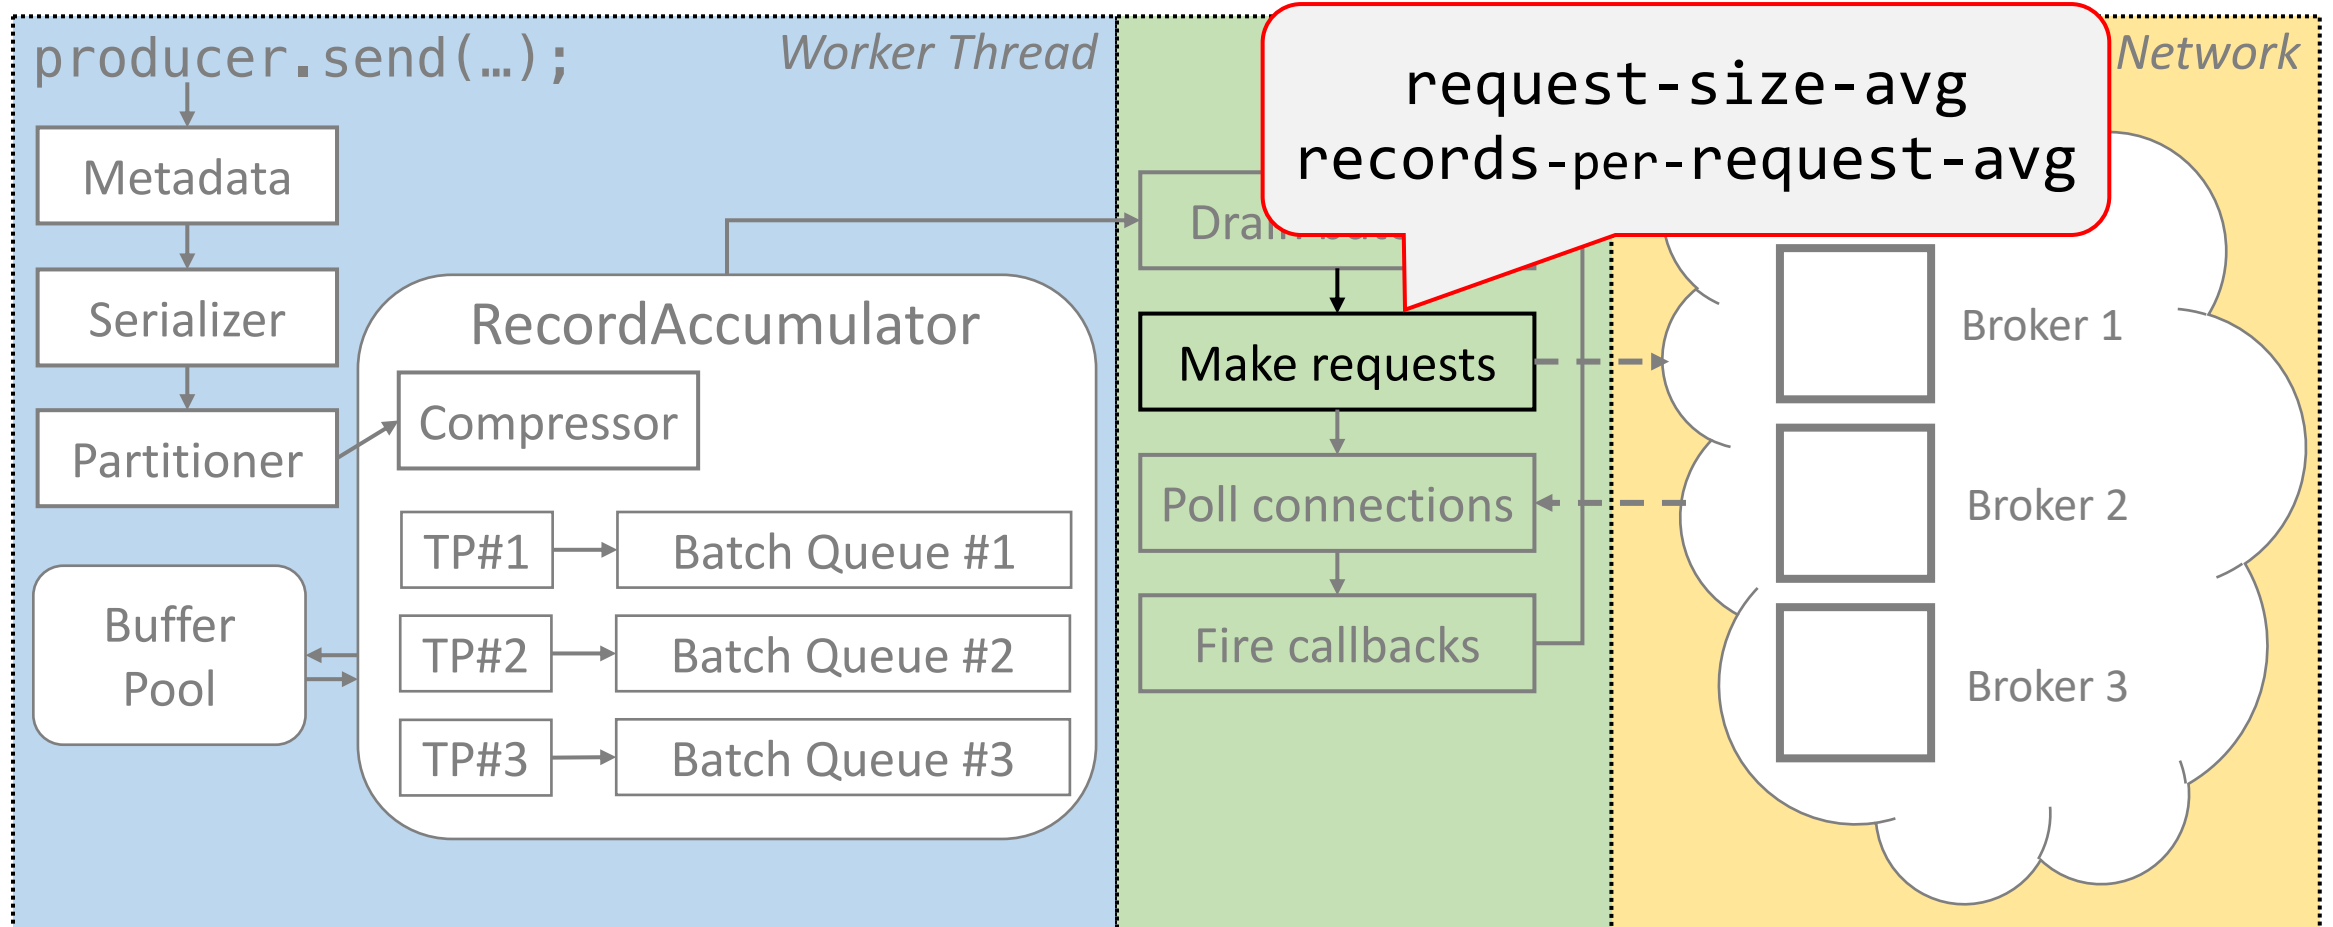 producer.send(…);
Worker Thread
Network
request-size-avg
records-per-request-avg
Metadata
Serializer
Partitioner
Buffer
Pool
RecordAccumulator
Compressor
TP#1
Batch Queue #1
TP#2
Batch Queue #2
TP#3
Batch Queue #3
Make requests
Poll connections
Fire callbacks
Broker 1
Broker 2
Broker 3